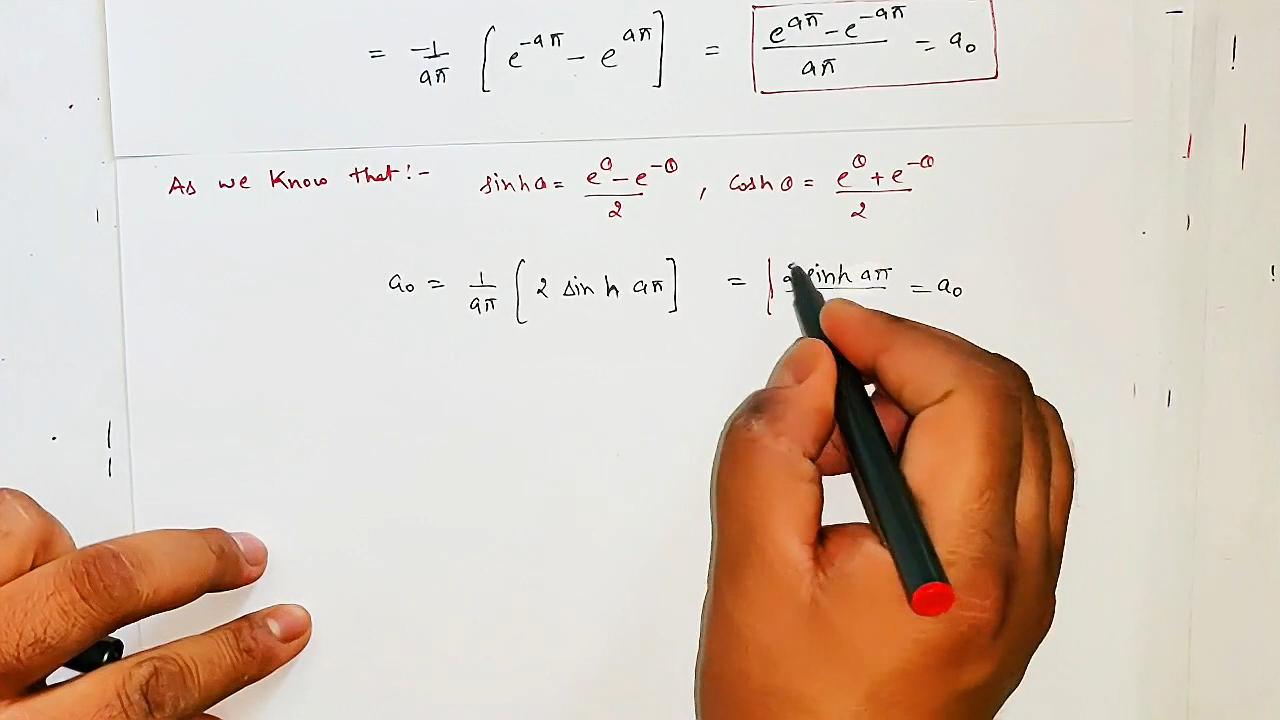 = -1/aπ [e^-aπ - e^aπ] = e^aπ - e^-aπ/aπ = a₀
As we Know that:- sinhθ = e^θ - e^-θ/2 , coshθ = e^θ + e^-θ/2
a₀ = 1/aπ [2 sin h aπ] = sinh aπ = a₀